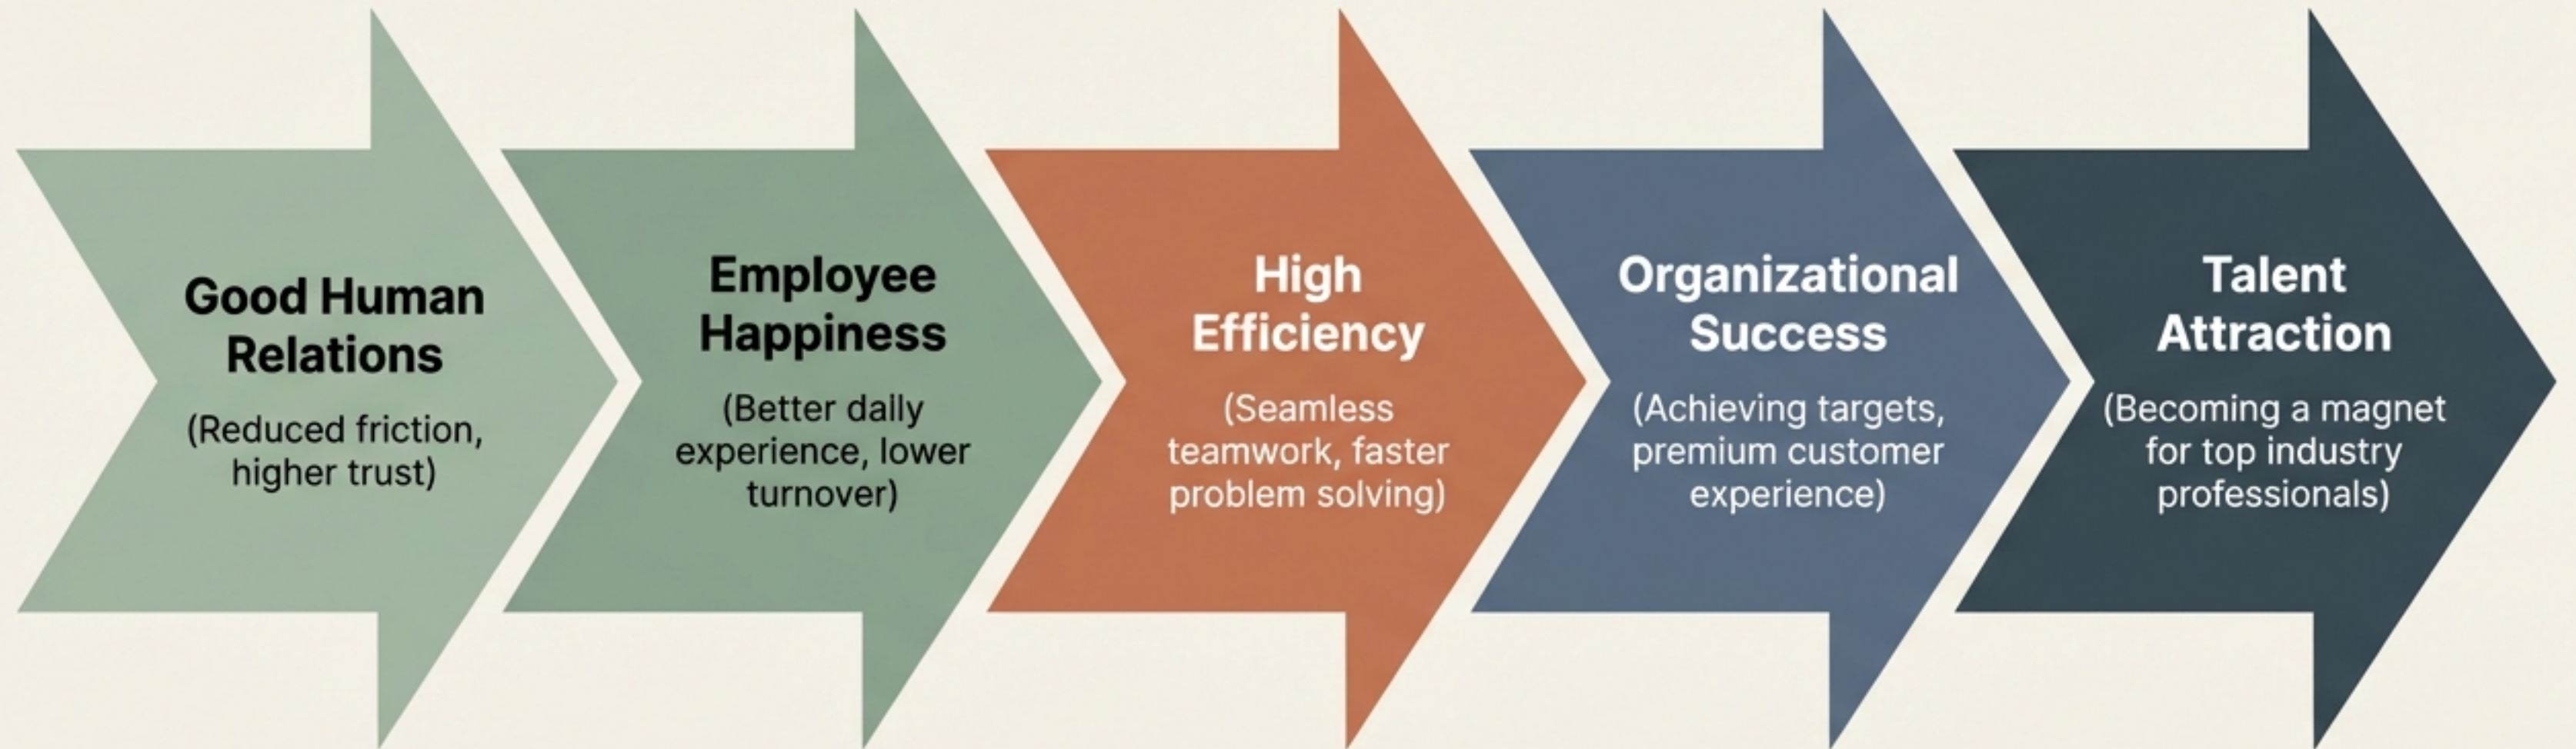 Good Human
Relations
(Reduced friction,
higher trust)
Employee
Happiness
(Better daily
experience, lower
turnover)
High
Efficiency
(Seamless
teamwork, faster
problem solving)
Organizational
Success
(Achieving targets,
premium customer
experience)
Talent
Attraction
(Becoming a magnet
for top industry
professionals)